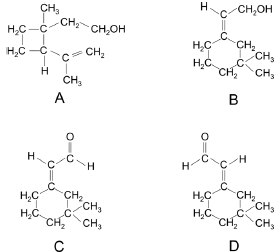 CH₃
H CH₂OH
H₂C CH₂ OH
H₂C CH₂
H₂C CH₂
H₂C C CH₃
H CH₂ CH₃
CH₃
A B
O O
H H H H
H₂C CH₂ H₂C CH₂
H₂C C CH₃ H₂C C CH₃
CH₂ CH₃ CH₂ CH₃
C D